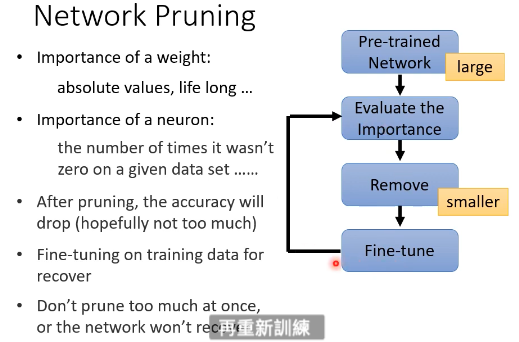 Network Pruning
• Importance of a weight:
absolute values, life long …
• Importance of a neuron:
the number of times it wasn't
zero on a given data set ……
• After pruning, the accuracy will
drop (hopefully not too much)
• Fine-tuning on training data for
recover
• Don't prune too much at once,
or the network won't
再重新訓練
Pre-trained
Network
large
Evaluate the
Importance
Remove
smaller
Fine-tune